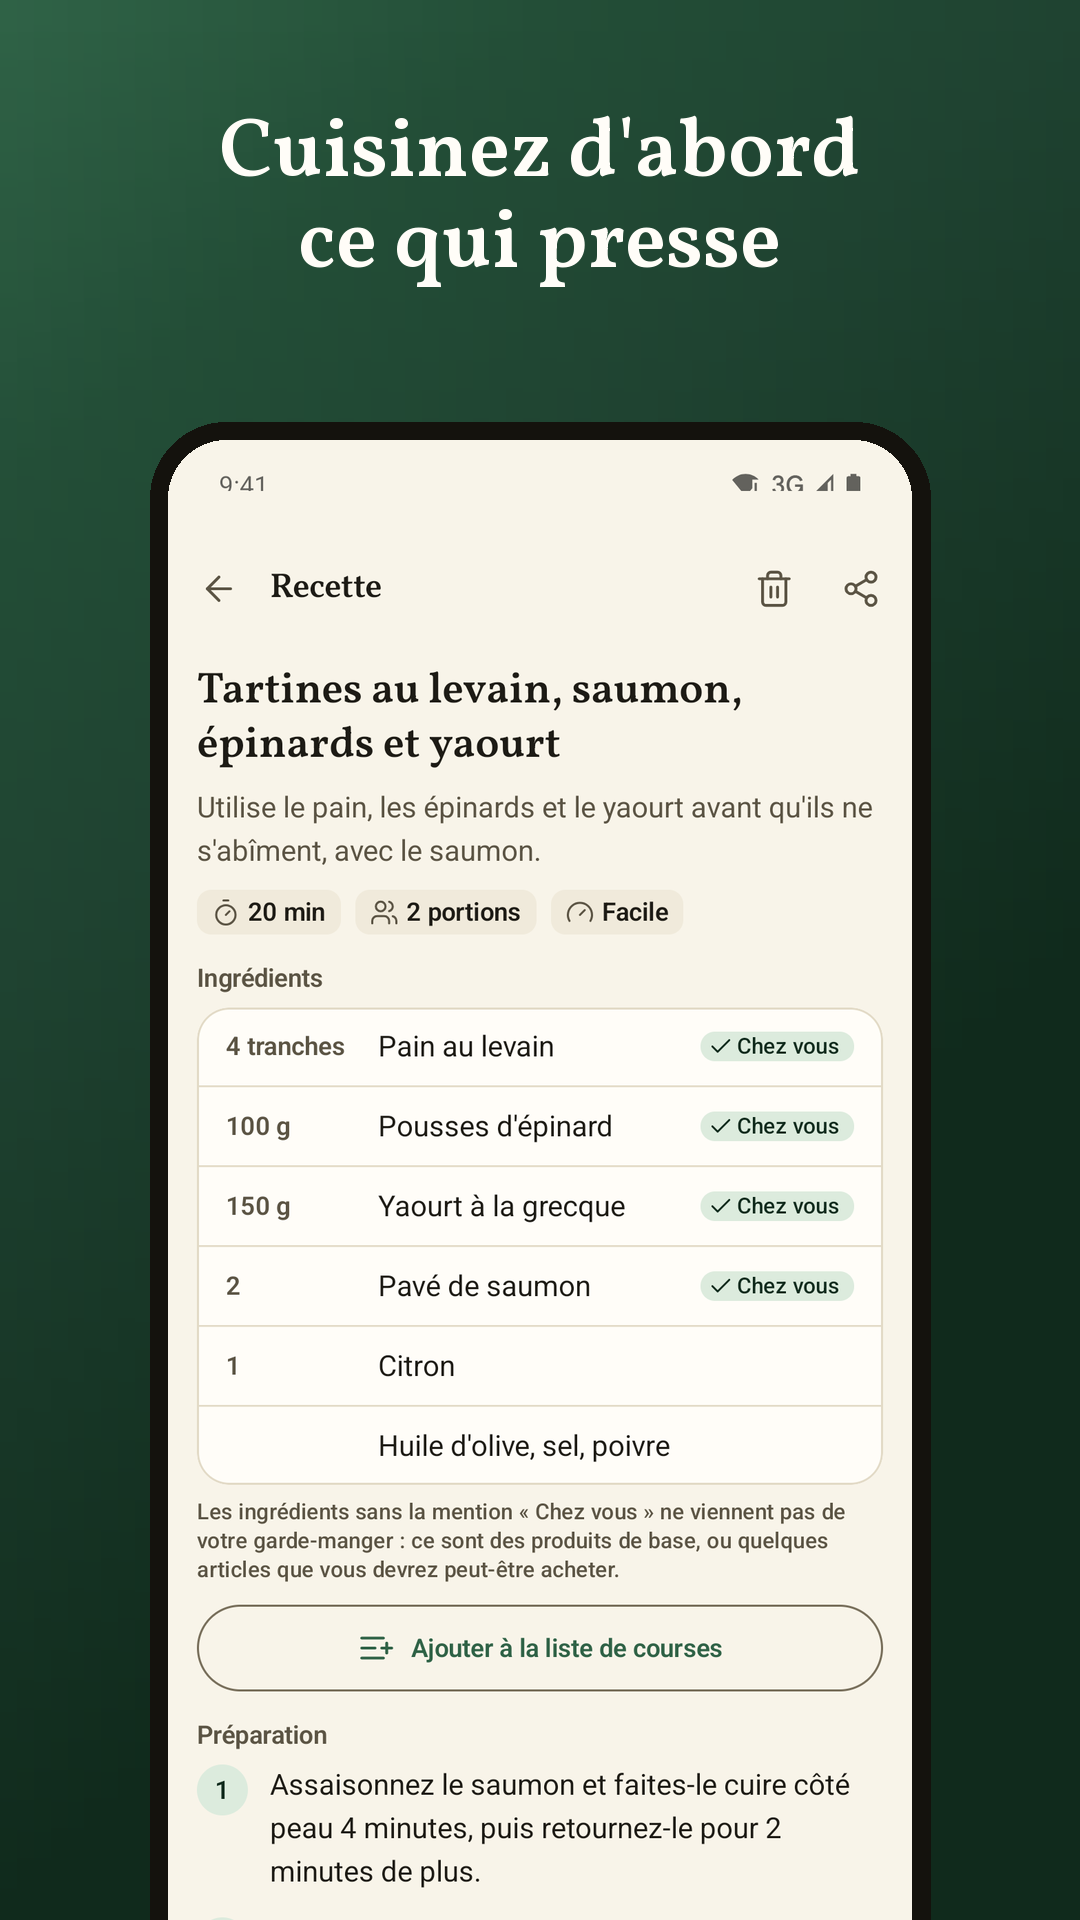 Cuisinez d'abord
ce qui presse
9:41
3G
Recette
Tartines au levain, saumon,
épinards et yaourt
Utilise le pain, les épinards et le yaourt avant qu'ils ne
s'abîment, avec le saumon.
20 min
2 portions
Facile
Ingrédients
4 tranches Pain au levain Chez vous
100 g Pousses d'épinard Chez vous
150 g Yaourt à la grecque Chez vous
2 Pavé de saumon Chez vous
1 Citron
Huile d'olive, sel, poivre
Les ingrédients sans la mention « Chez vous » ne viennent pas de
votre garde-manger : ce sont des produits de base, ou quelques
articles que vous devrez peut-être acheter.
Ajouter à la liste de courses
Préparation
1 Assaisonnez le saumon et faites-le cuire côté
peau 4 minutes, puis retournez-le pour 2
minutes de plus.